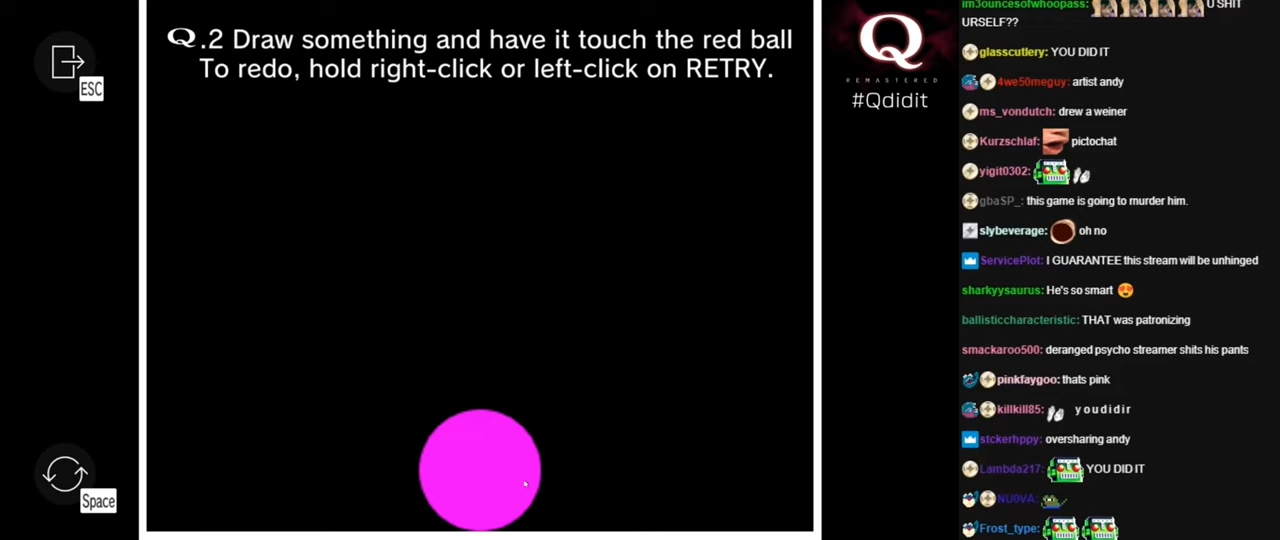 ESC
Q.2 Draw something and have it touch the red ball
To redo, hold right-click or left-click on RETRY.
Space
Q
REMASTERED
#Qdidit
im3ouncesofwhoopass: U SHIT
URSELF??
glasscutlery: YOU DID IT
4we50meguy: artist andy
ms_vondutch: drew a weiner
Kurzschlaf: pictochat
yigit0302:
gbaSP_: this game is going to murder him.
slybeverage: oh no
ServicePlot: I GUARANTEE this stream will be unhinged
sharkyysaurus: He's so smart
ballisticcharacteristic: THAT was patronizing
smackaroo500: deranged psycho streamer shits his pants
pinkfaygoo: thats pink
killkill85: y o u d i d i r
stckerhppy: oversharing andy
Lambda217: YOU DID IT
NU0VA:
Frost_type: